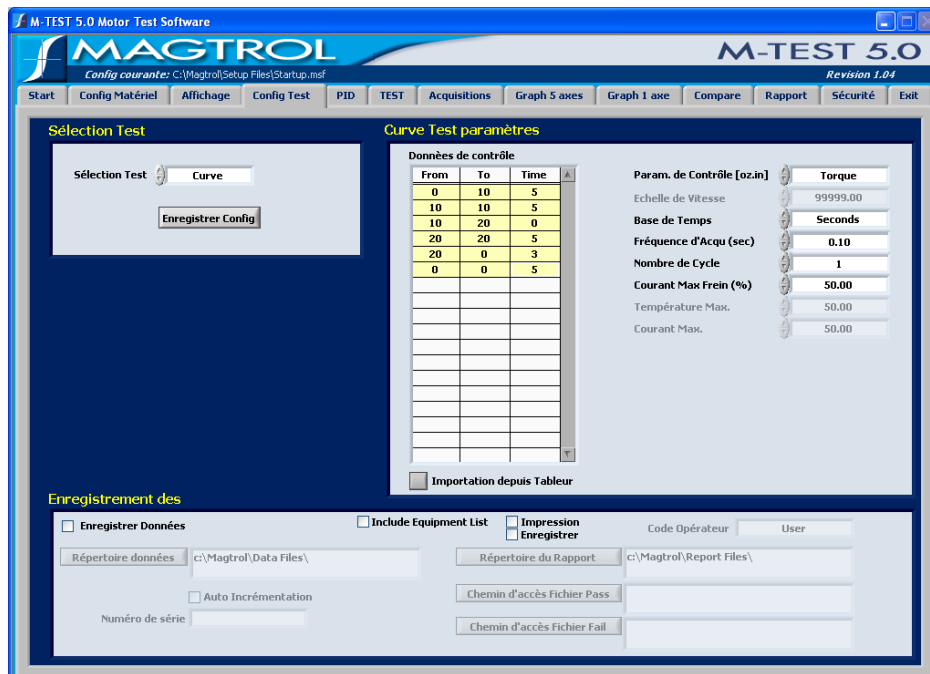 M-TEST 5.0 Motor Test Software
MAGTROL
M-TEST 5.0
Config courante: C:\Magtrol\Setup Files\Startup.msf
Revision 1.04
Start Config Matériel Affichage Config Test PID TEST Acquisitions Graph 5 axes Graph 1 axe Compare Rapport Sécurité Exit
Sélection Test
Sélection Test Curve
Enregistrer Config
Curve Test paramètres
Donnèes de contrôle
From To Time
0 10 5
10 10 5
10 20 0
20 20 5
20 0 3
0 0 5
Importation depuis Tableur
Param. de Contrôle [oz.in] Torque
Echelle de Vitesse 99999.00
Base de Temps Seconds
Fréquence d'Acqu (sec) 0.10
Nombre de Cycle 1
Courant Max Frein (%) 50.00
Température Max. 50.00
Courant Max. 50.00
Enregistrement des
Enregistrer Données
Include Equipment List
Impression
Enregistrer
Code Opérateur User
Répertoire données c:\Magtrol\Data Files\
Répertoire du Rapport c:\Magtrol\Report Files\
Auto Incrémentation
Numéro de série
Chemin d'accès Fichier Pass
Chemin d'accès Fichier Fail